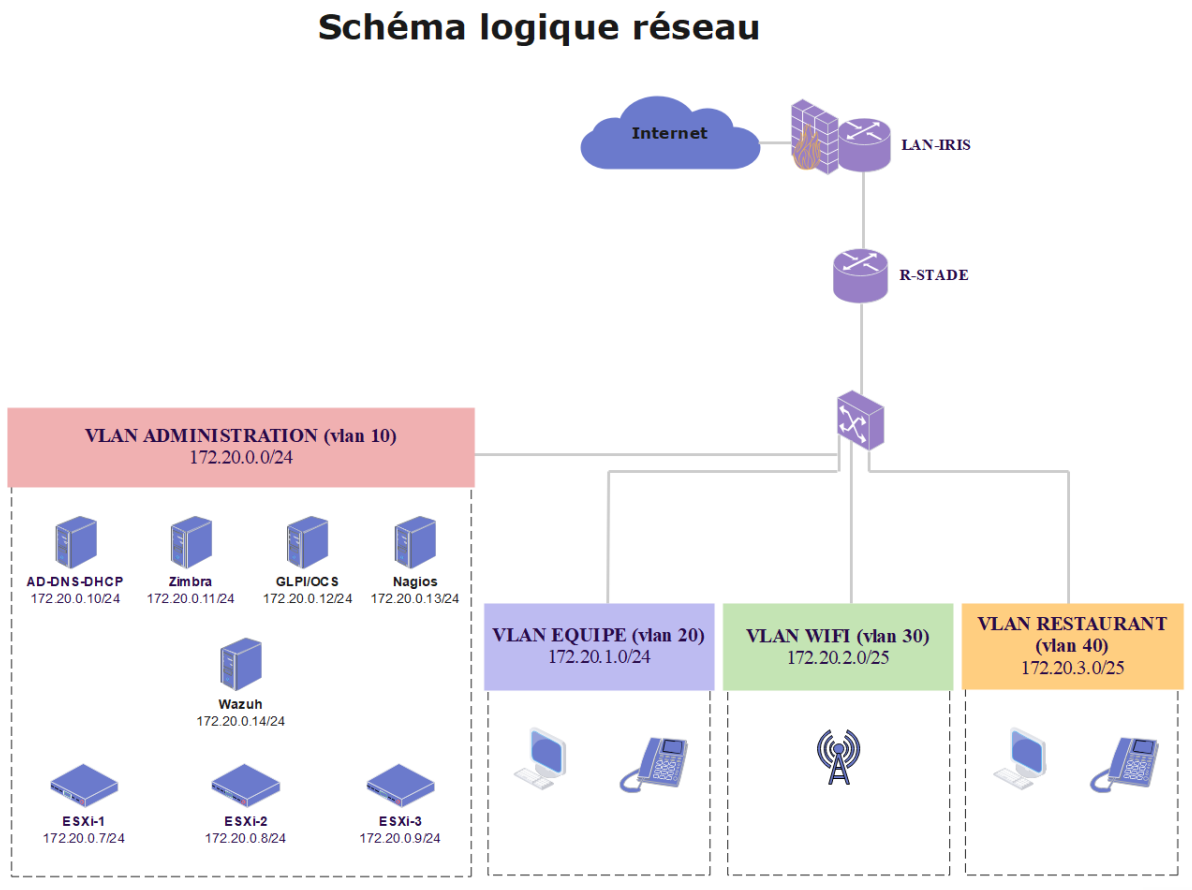 Schéma logique réseau
Internet
LAN-IRIS
R-STADE
VLAN ADMINISTRATION (vlan 10)
172.20.0.0/24
AD-DNS-DHCP
172.20.0.10/24
Zimbra
172.20.0.11/24
GLPI/OCS
172.20.0.12/24
Nagios
172.20.0.13/24
Wazuh
172.20.0.14/24
ESXi-1
172.20.0.7/24
ESXi-2
172.20.0.8/24
ESXi-3
172.20.0.9/24
VLAN EQUIPE (vlan 20)
172.20.1.0/24
VLAN WIFI (vlan 30)
172.20.2.0/25
VLAN RESTAURANT
(vlan 40)
172.20.3.0/25